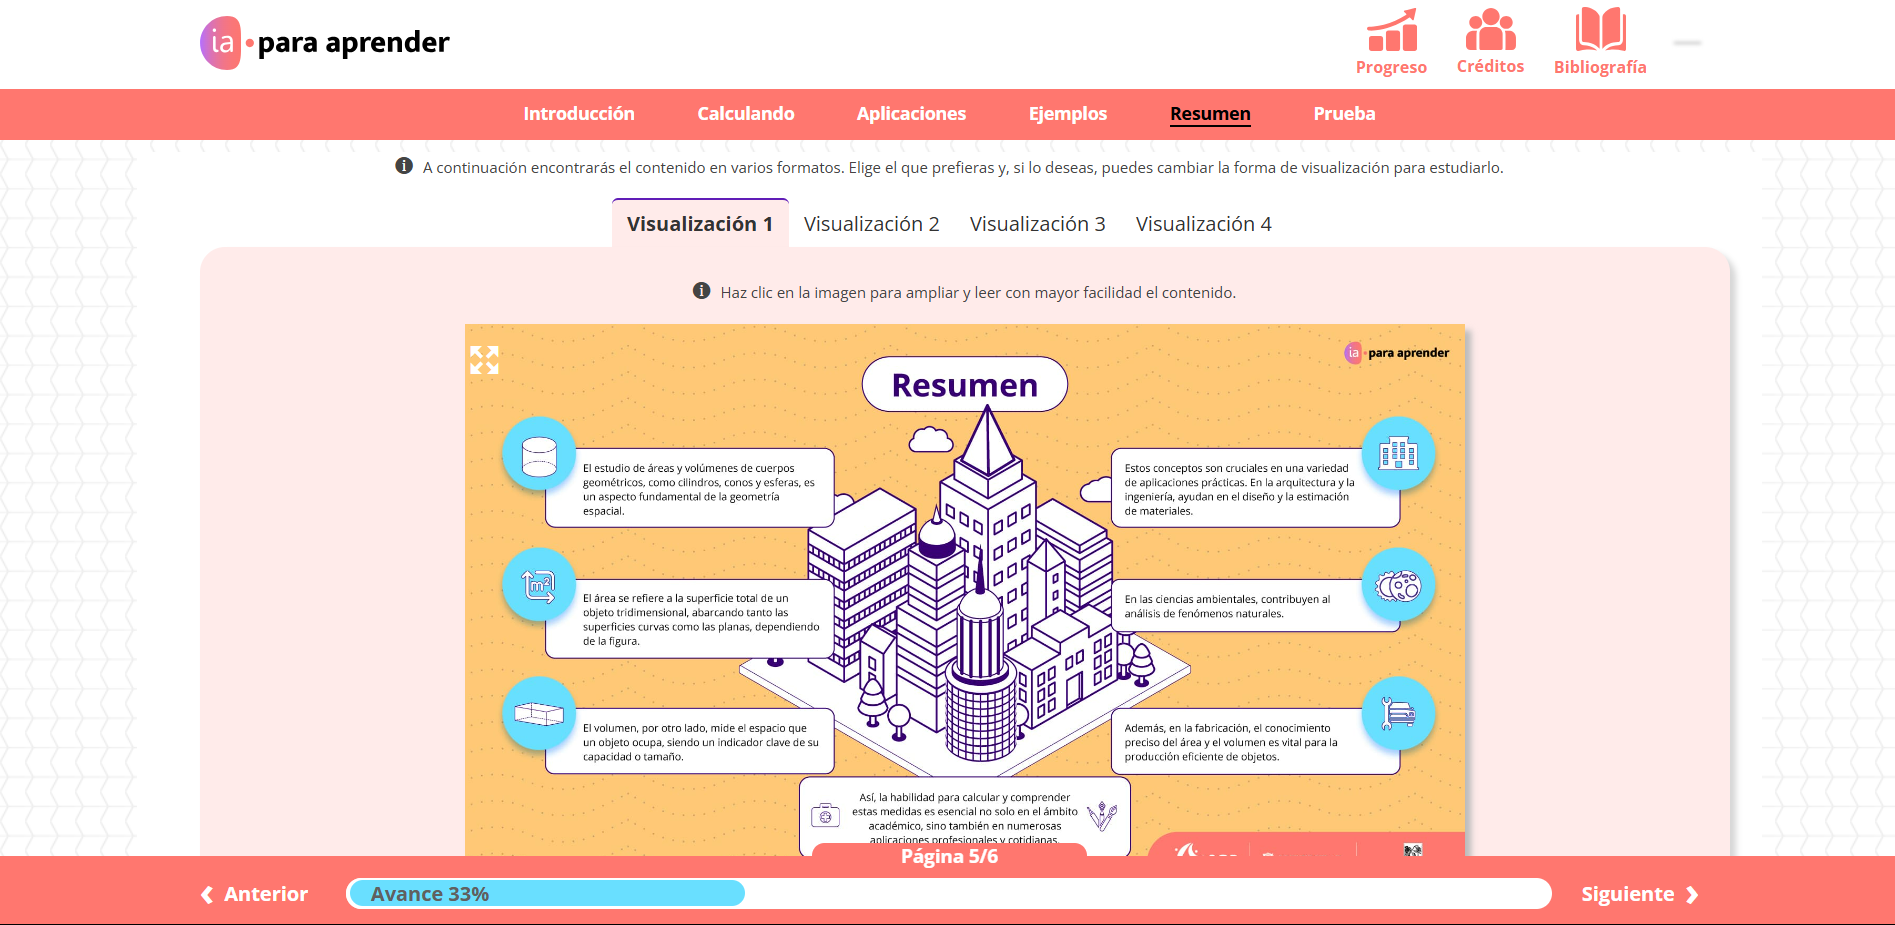 ia para aprender
Progreso
Créditos
Bibliografía
Introducción
Calculando
Aplicaciones
Ejemplos
Resumen
Prueba
A continuación encontrarás el contenido en varios formatos. Elige el que prefieras y, si lo deseas, puedes cambiar la forma de visualización para estudiarlo.
Visualización 1
Visualización 2
Visualización 3
Visualización 4
Haz clic en la imagen para ampliar y leer con mayor facilidad el contenido.
ia para aprender
Resumen
El estudio de áreas y volúmenes de cuerpos
geométricos, como cilindros, conos y esferas, es
un aspecto fundamental de la geometría
espacial.
Estos conceptos son cruciales en una variedad
de aplicaciones prácticas. En la arquitectura y la
ingeniería, ayudan en el diseño y la estimación
de materiales.
m²
El área se refiere a la superficie total de un
objeto tridimensional, abarcando tanto las
superficies curvas como las planas, dependiendo
de la figura.
En las ciencias ambientales, contribuyen al
análisis de fenómenos naturales.
El volumen, por otro lado, mide el espacio que
un objeto ocupa, siendo un indicador clave de su
capacidad o tamaño.
Además, en la fabricación, el conocimiento
preciso del área y el volumen es vital para la
producción eficiente de objetos.
Así, la habilidad para calcular y comprender
estas medidas es esencial no solo en el ámbito
académico, sino también en numerosas
aplicaciones profesionales y cotidianas.
Página 5/6
Anterior
Avance 33%
Siguiente